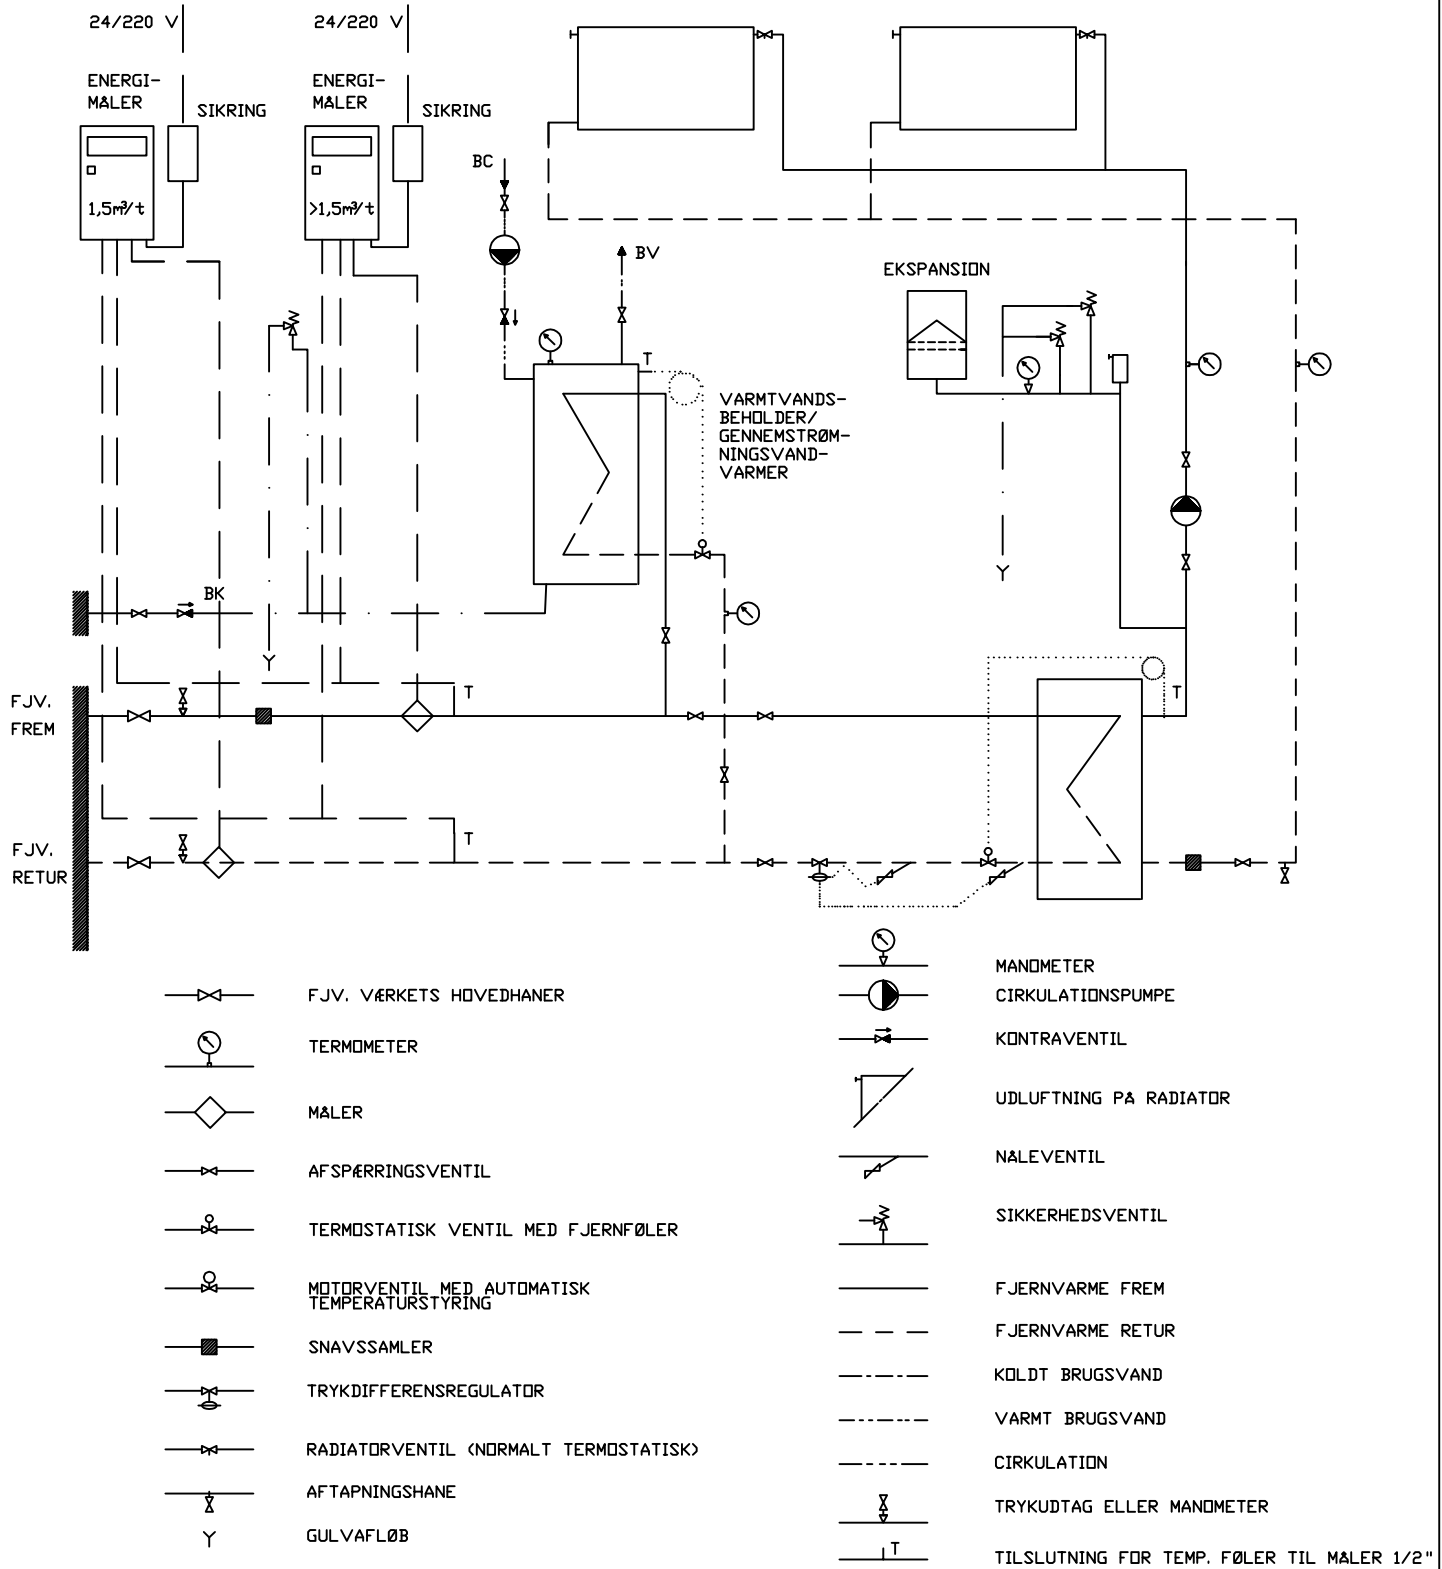 24/220 V
24/220 V
ENERGI-
MÅLER
ENERGI-
MÅLER
SIKRING
SIKRING
1,5m³/t
>1,5m³/t
BC
BV
EKSPANSION
T
VARMTVANDS-
BEHOLDER/
GENNEMSTRØM-
NINGSVAND-
VARMER
BK
T
T
FJV.
FREM
T
FJV.
RETUR
FJV. VÆRKETS HOVEDHANER
TERMOMETER
MÅLER
AFSPÆRRINGSVENTIL
TERMOSTATISK VENTIL MED FJERNFØLER
MOTORVENTIL MED AUTOMATISK
TEMPERATURSTYRING
SNAVSSAMLER
TRYKDIFFERENSREGULATOR
RADIATORVENTIL (NORMALT TERMOSTATISK)
AFTAPNINGSHANE
GULVAFLØB
MANOMETER
CIRKULATIONSPUMPE
KONTRAVENTIL
UDLUFTNING PÅ RADIATOR
NÅLEVENTIL
SIKKERHEDSVENTIL
FJERNVARME FREM
FJERNVARME RETUR
KOLDT BRUGSVAND
VARMT BRUGSVAND
CIRKULATION
TRYKUDTAG ELLER MANOMETER
T
TILSLUTNING FOR TEMP. FØLER TIL MÅLER 1/2"